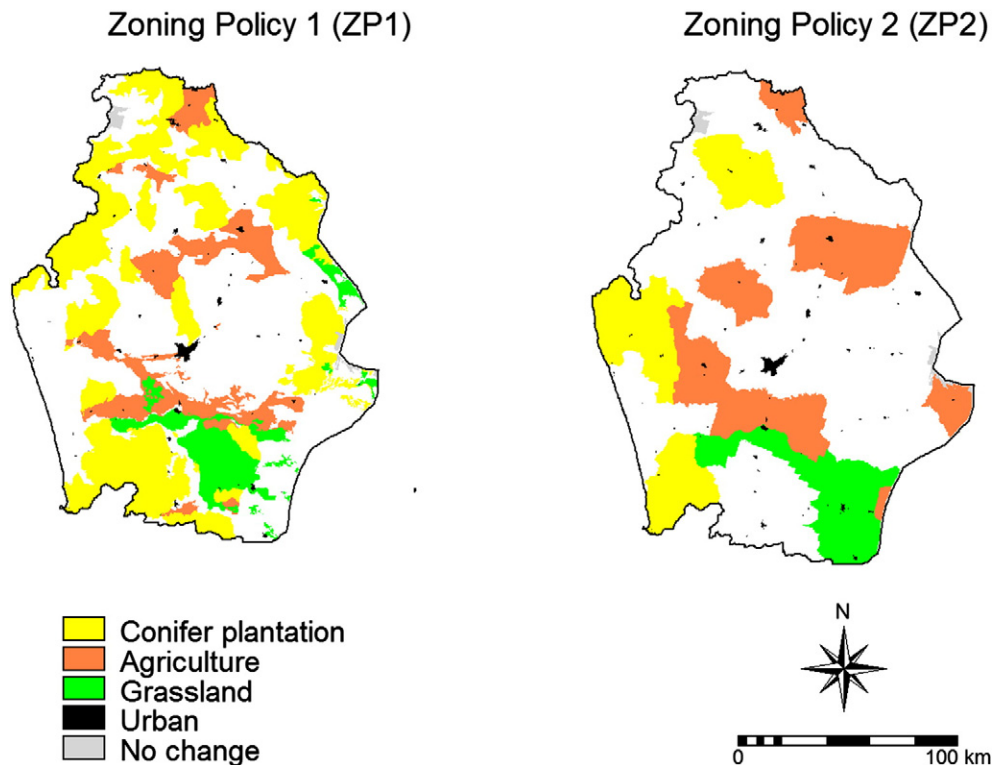 Zoning Policy 1 (ZP1)
Zoning Policy 2 (ZP2)
Conifer plantation
Agriculture
Grassland
Urban
No change
N
0 100 km